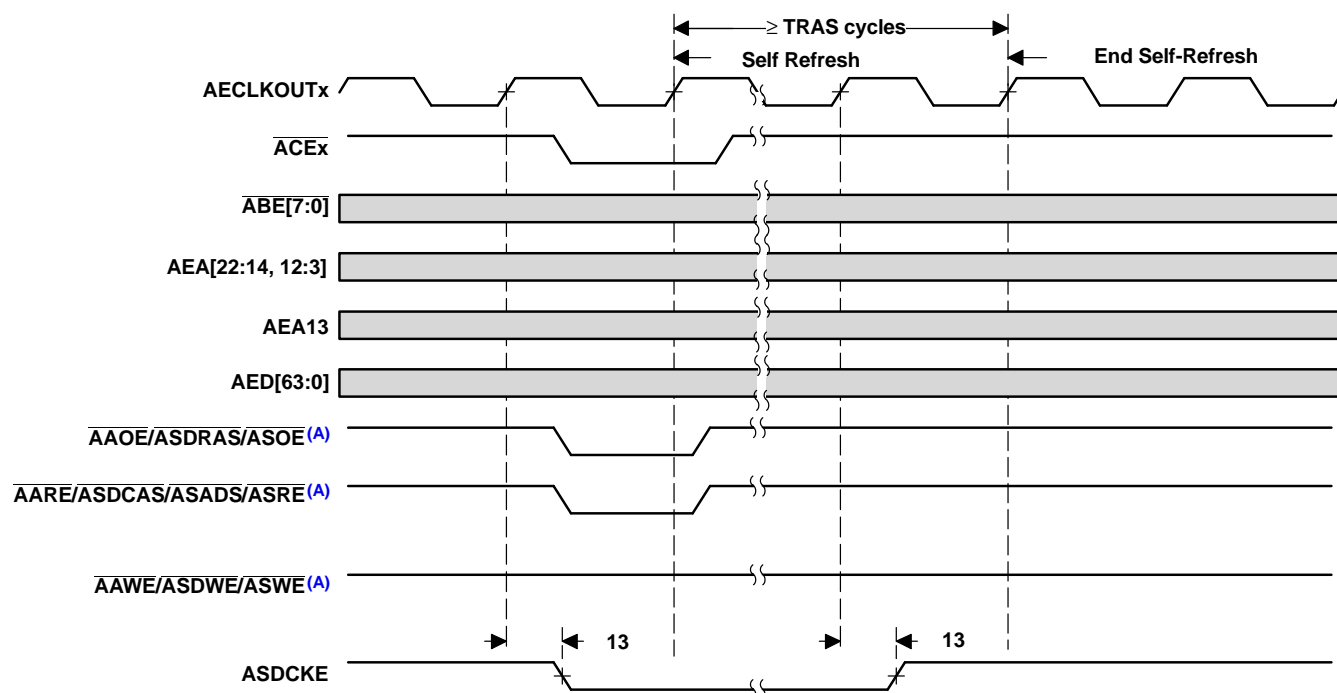 ≥ TRAS cycles
Self Refresh
End Self-Refresh
AECLKOUTx
ACEx
ABE[7:0]
AEA[22:14, 12:3]
AEA13
AED[63:0]
AAOE/ASDRAS/ASOE(A)
AARE/ASDCAS/ASADS/ASRE(A)
AAWE/ASDWE/ASWE(A)
13
13
ASDCKE